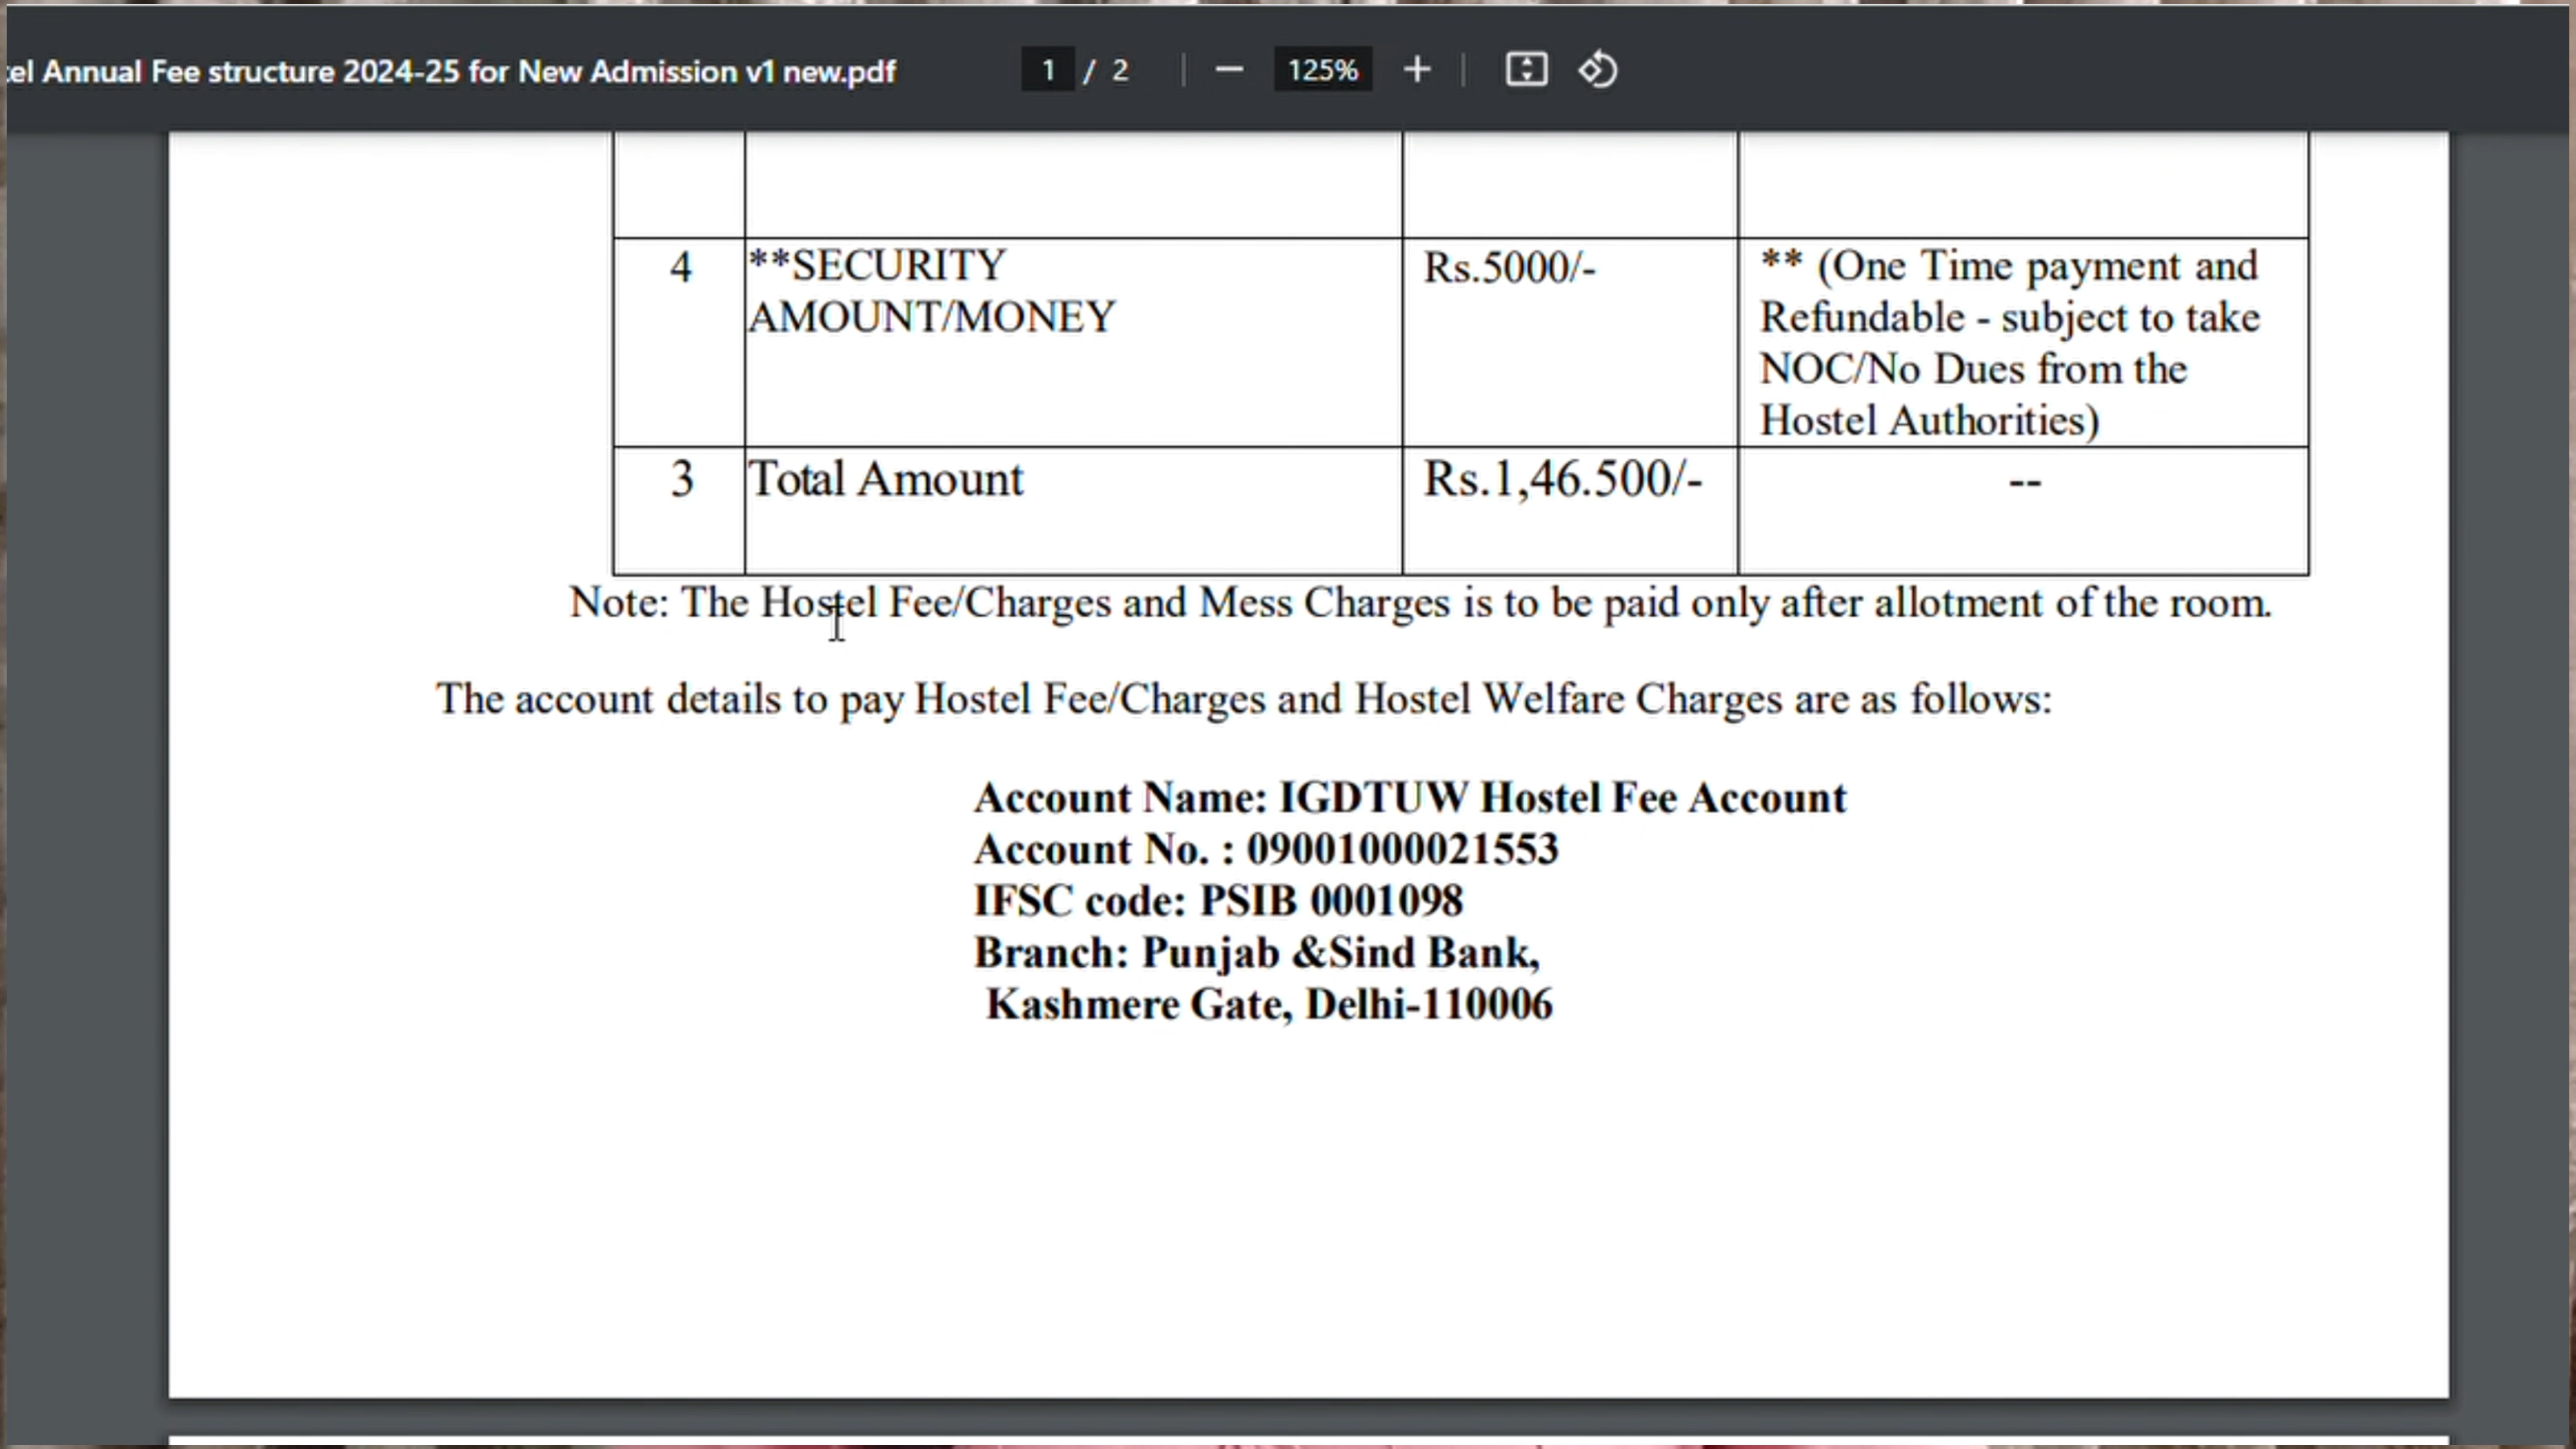 el Annual Fee structure 2024-25 for New Admission v1 new.pdf
1 / 2
125%
4 **SECURITY AMOUNT/MONEY Rs.5000/- ** (One Time payment and Refundable - subject to take NOC/No Dues from the Hostel Authorities)
3 Total Amount Rs.1,46.500/- --
Note: The Hostel Fee/Charges and Mess Charges is to be paid only after allotment of the room.
The account details to pay Hostel Fee/Charges and Hostel Welfare Charges are as follows:
Account Name: IGDTUW Hostel Fee Account
Account No. : 09001000021553
IFSC code: PSIB 0001098
Branch: Punjab &Sind Bank,
Kashmere Gate, Delhi-110006